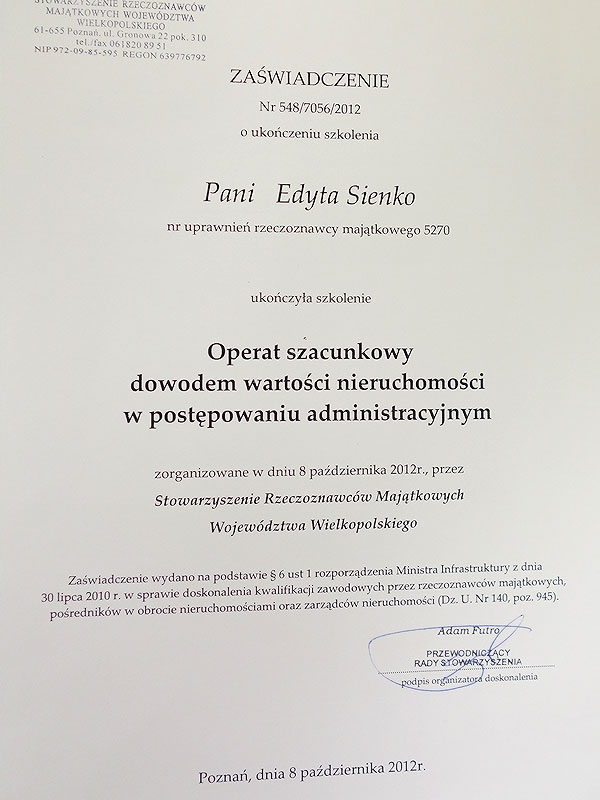 STOWARZYSZENIE RZECZOZNAWCÓW
MAJĄTKOWYCH WOJEWÓDZTWA
WIELKOPOLSKIEGO
61-655 Poznań, ul. Gronowa 22 pok. 310
tel./fax 061820 89 51
NIP 972-09-85-595 REGON 639776792
ZAŚWIADCZENIE
Nr 548/7056/2012
o ukończeniu szkolenia
Pani Edyta Sienko
nr uprawnień rzeczoznawcy majątkowego 5270
ukończyła szkolenie
Operat szacunkowy
dowodem wartości nieruchomości
w postępowaniu administracyjnym
zorganizowane w dniu 8 października 2012r., przez
Stowarzyszenie Rzeczoznawców Majątkowych
Województwa Wielkopolskiego
Zaświadczenie wydano na podstawie § 6 ust 1 rozporządzenia Ministra Infrastruktury z dnia
30 lipca 2010 r. w sprawie doskonalenia kwalifikacji zawodowych przez rzeczoznawców majątkowych,
pośredników w obrocie nieruchomościami oraz zarządców nieruchomości (Dz. U. Nr 140, poz. 945).
Adam Futro
PRZEWODNICZĄCY
RADY STOWARZYSZENIA
podpis organizatora doskonalenia
Poznań, dnia 8 października 2012r.